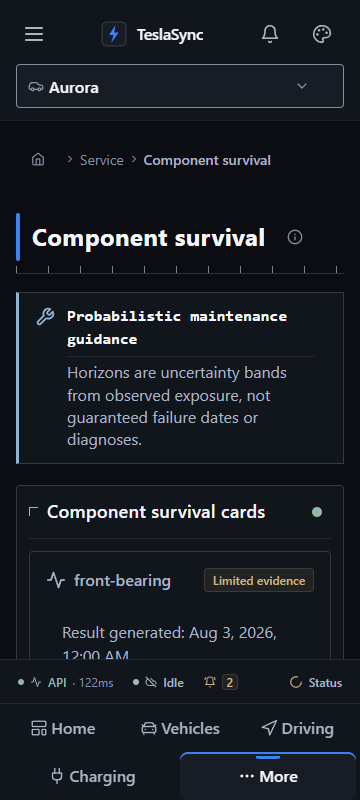 TeslaSync
Aurora
Service
Component survival
Component survival
Probabilistic maintenance
guidance
Horizons are uncertainty bands
from observed exposure, not
guaranteed failure dates or
diagnoses.
Component survival cards
front-bearing
Limited evidence
Result generated: Aug 3, 2026,
12:00 AM
API · 122ms
Idle
2
Status
Home
Vehicles
Driving
Charging
More